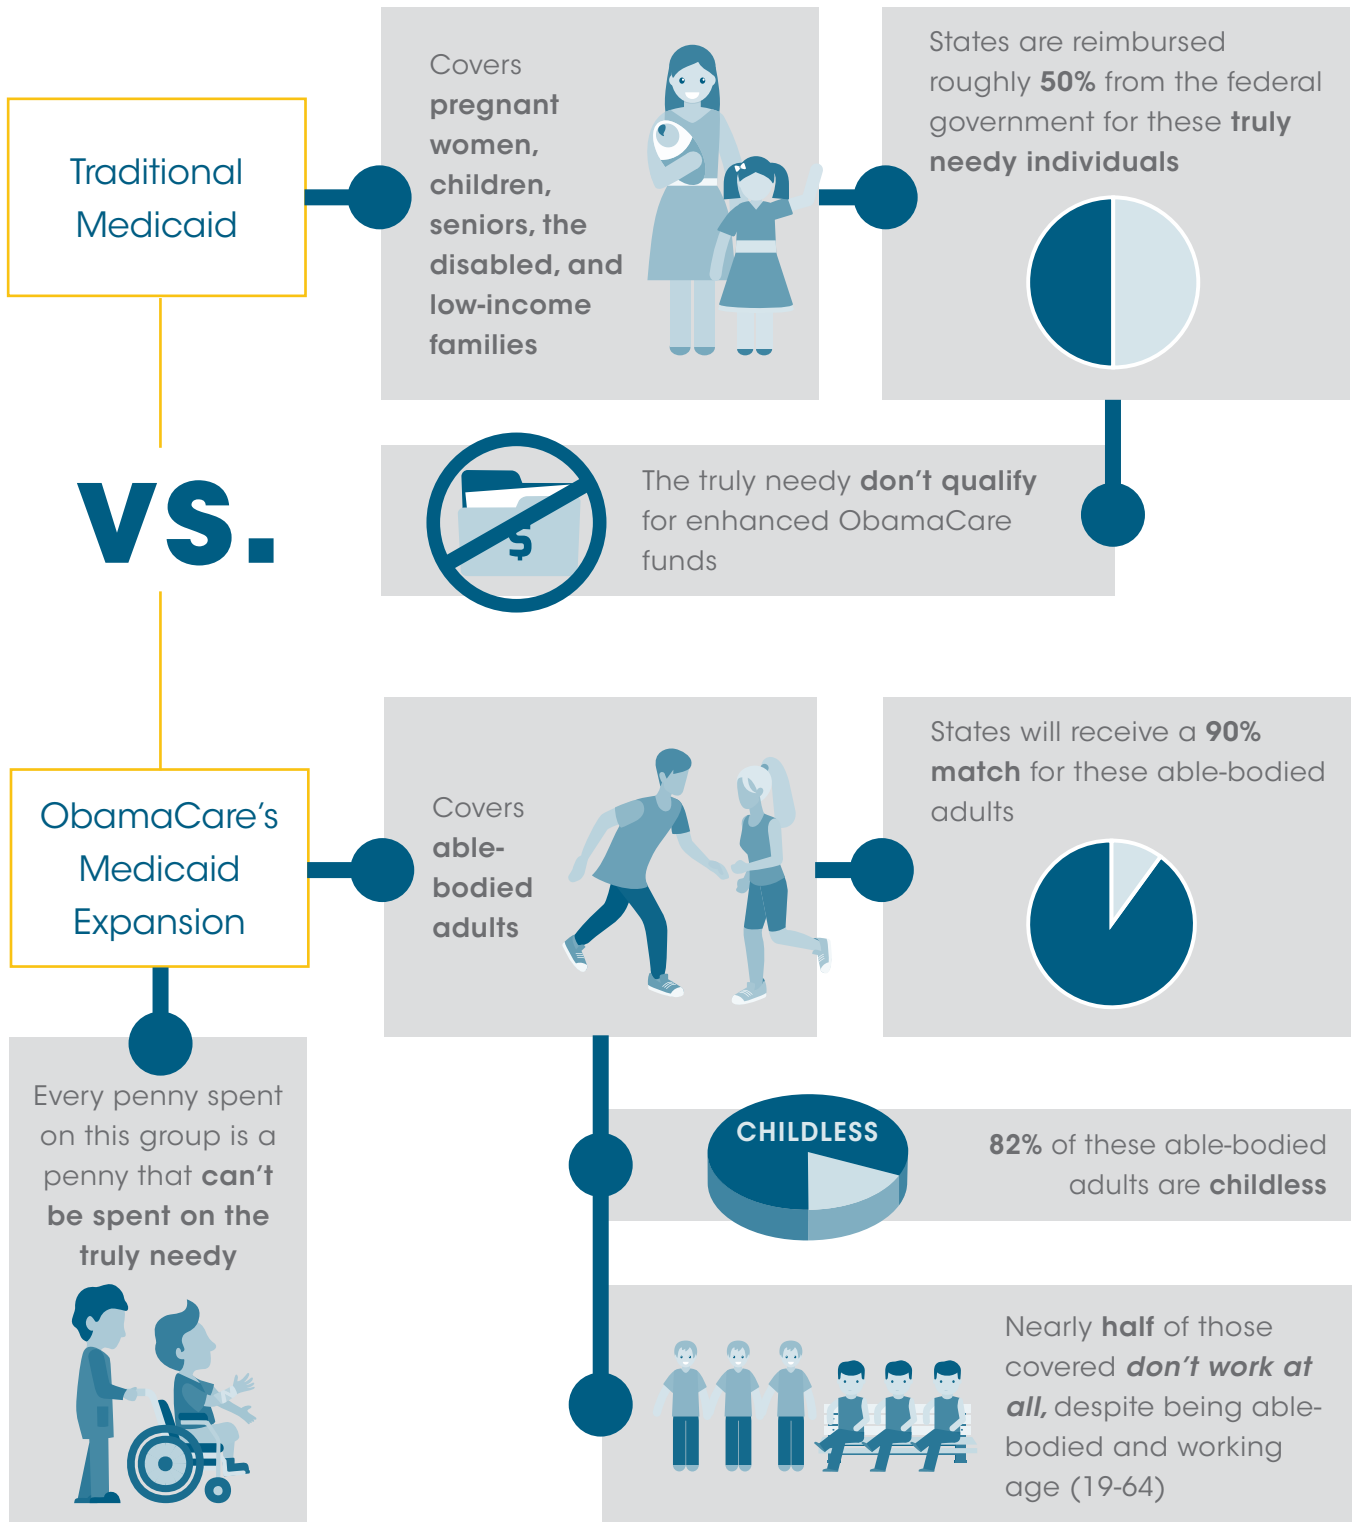 Traditional
Medicaid
Covers
pregnant
women,
children,
seniors, the
disabled, and
low-income
families
States are reimbursed
roughly 50% from the federal
government for these truly
needy individuals
The truly needy don't qualify
for enhanced ObamaCare
funds
$
vs.
ObamaCare's
Medicaid
Expansion
Covers
able-
bodied
adults
States will receive a 90%
match for these able-bodied
adults
Every penny spent
on this group is a
penny that can't
be spent on the
truly needy
CHILDLESS
82% of these able-bodied
adults are childless
Nearly half of those
covered don't work at
all, despite being able-
bodied and working
age (19-64)